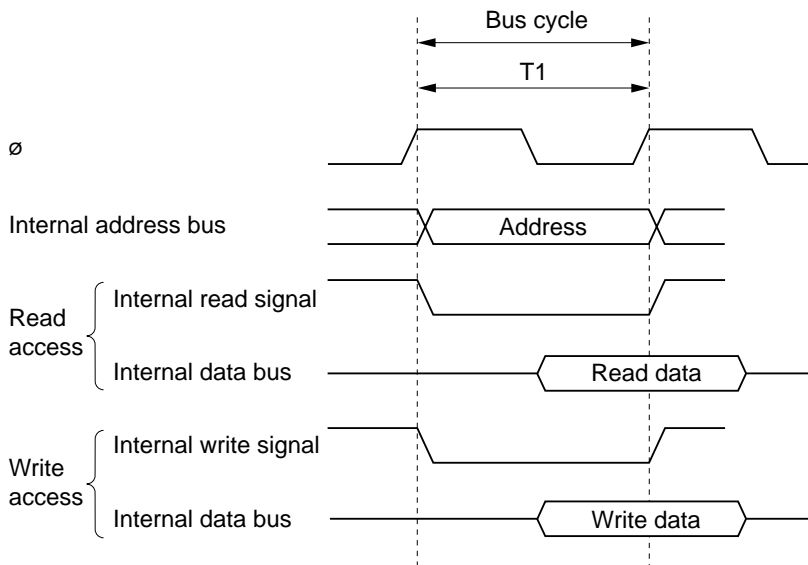 Bus cycle
T1
ø
Internal address bus
Address
Internal read signal
Read
access
Internal data bus
Read data
Internal write signal
Write
access
Internal data bus
Write data